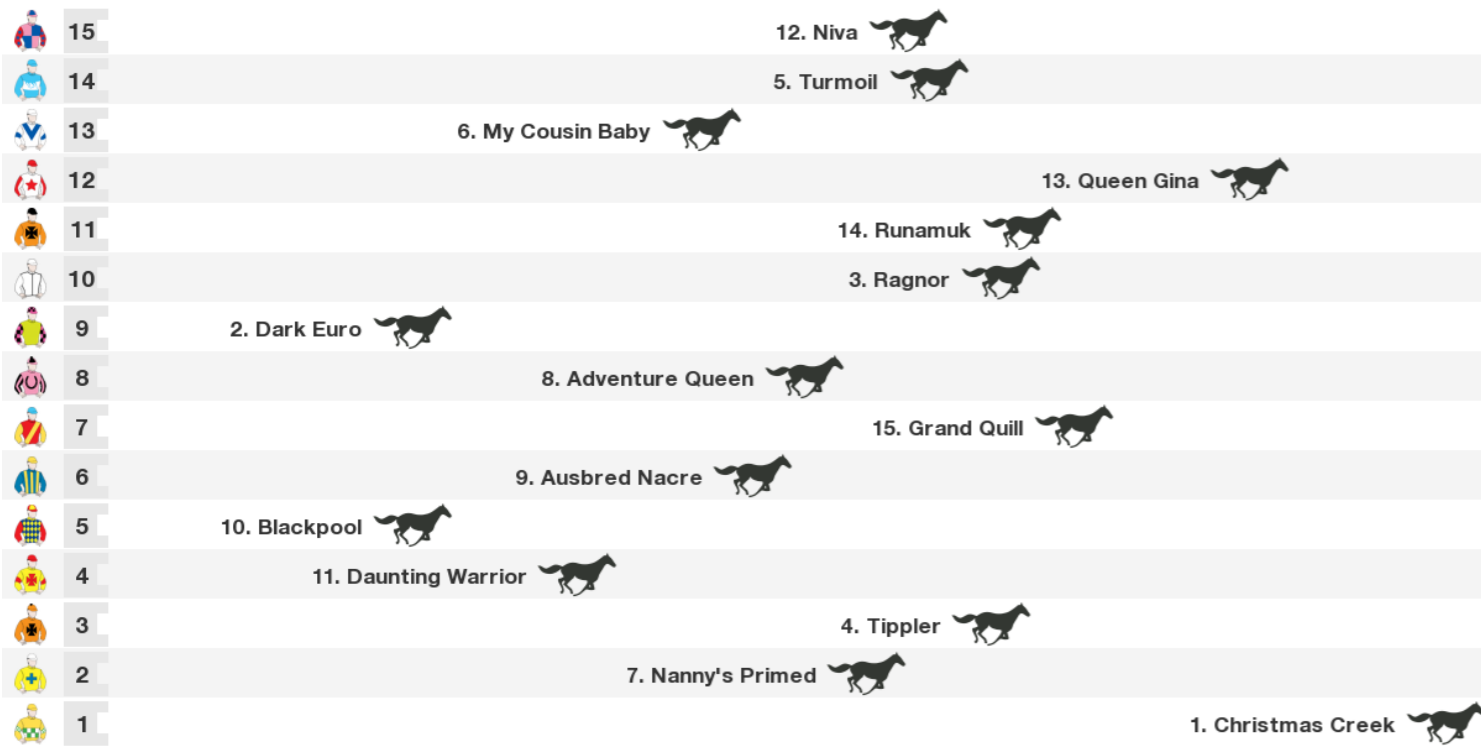 15 12. Niva
14 5. Turmoil
13 6. My Cousin Baby
12 13. Queen Gina
11 14. Runamuk
10 3. Ragnor
9 2. Dark Euro
8 8. Adventure Queen
7 15. Grand Quill
6 9. Ausbred Nacre
5 10. Blackpool
4 11. Daunting Warrior
3 4. Tippler
2 7. Nanny's Primed
1 1. Christmas Creek